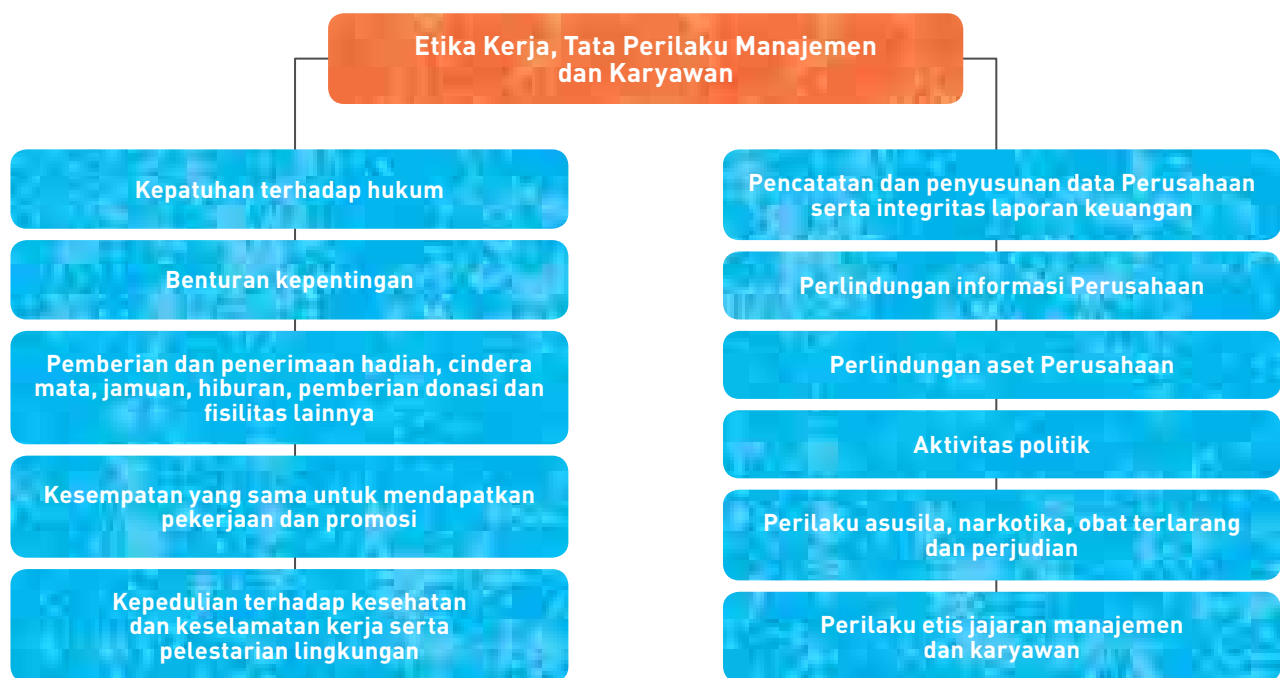 Etika Kerja, Tata Perilaku Manajemen
dan Karyawan
Kepatuhan terhadap hukum
Benturan kepentingan
Pemberian dan penerimaan hadiah, cindera
mata, jamuan, hiburan, pemberian donasi dan
fisilitas lainnya
Kesempatan yang sama untuk mendapatkan
pekerjaan dan promosi
Kepedulian terhadap kesehatan
dan keselamatan kerja serta
pelestarian lingkungan
Pencatatan dan penyusunan data Perusahaan
serta integritas laporan keuangan
Perlindungan informasi Perusahaan
Perlindungan aset Perusahaan
Aktivitas politik
Perilaku asusila, narkotika, obat terlarang
dan perjudian
Perilaku etis jajaran manajemen
dan karyawan